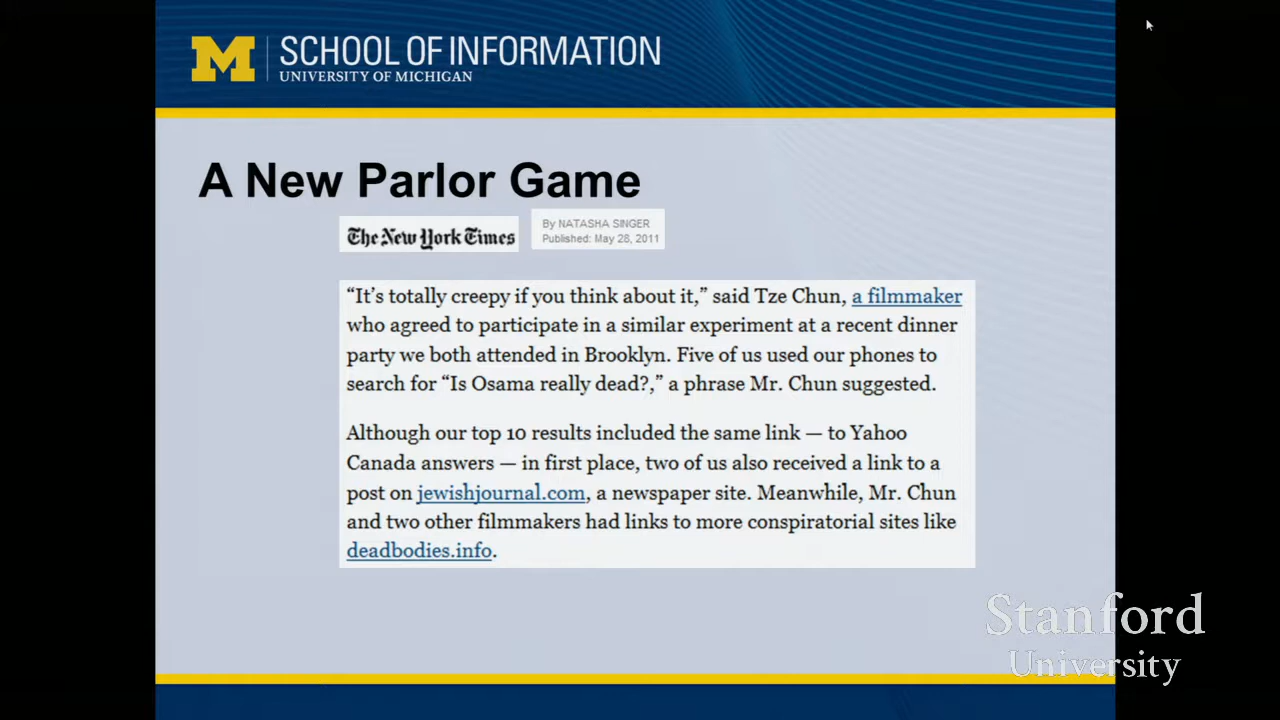 M SCHOOL OF INFORMATION
UNIVERSITY OF MICHIGAN
A New Parlor Game
The New York Times
By NATASHA SINGER
Published: May 28, 2011
“It’s totally creepy if you think about it,” said Tze Chun, a filmmaker
who agreed to participate in a similar experiment at a recent dinner
party we both attended in Brooklyn. Five of us used our phones to
search for “Is Osama really dead?,” a phrase Mr. Chun suggested.
Although our top 10 results included the same link — to Yahoo
Canada answers — in first place, two of us also received a link to a
post on jewishjournal.com, a newspaper site. Meanwhile, Mr. Chun
and two other filmmakers had links to more conspiratorial sites like
deadbodies.info.
Stanford
University